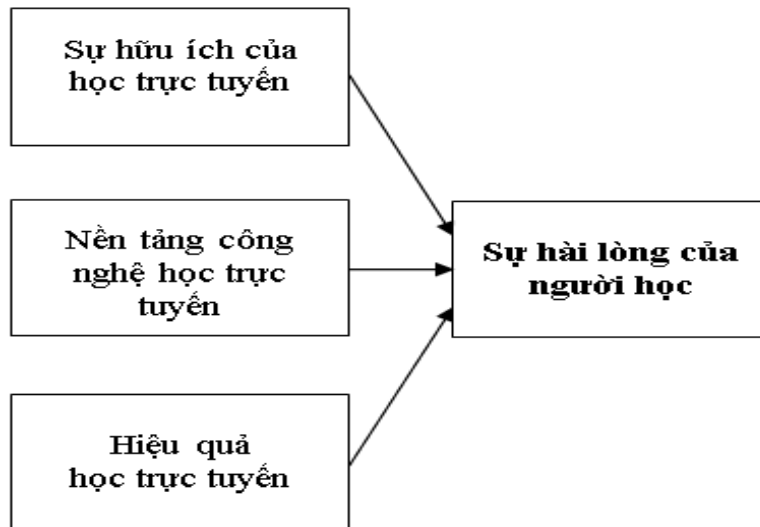 Sự hữu ích của
học trực tuyến
Nền tảng công
nghệ học trực
tuyến
Sự hài lòng của
người học
Hiệu quả
học trực tuyến